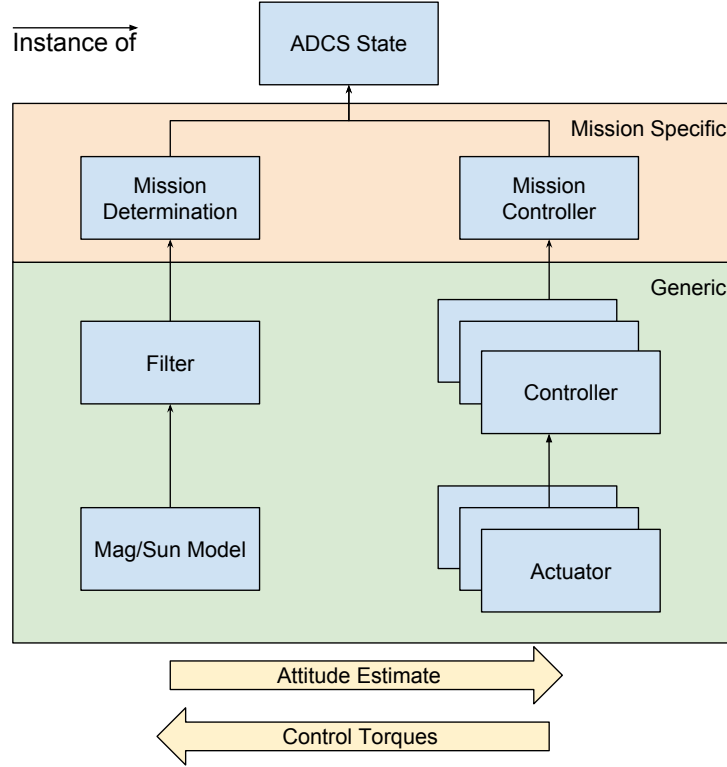 Instance of
ADCS State
Mission Specific
Mission
Determination
Mission
Controller
Generic
Filter
Controller
Mag/Sun Model
Actuator
Attitude Estimate
Control Torques